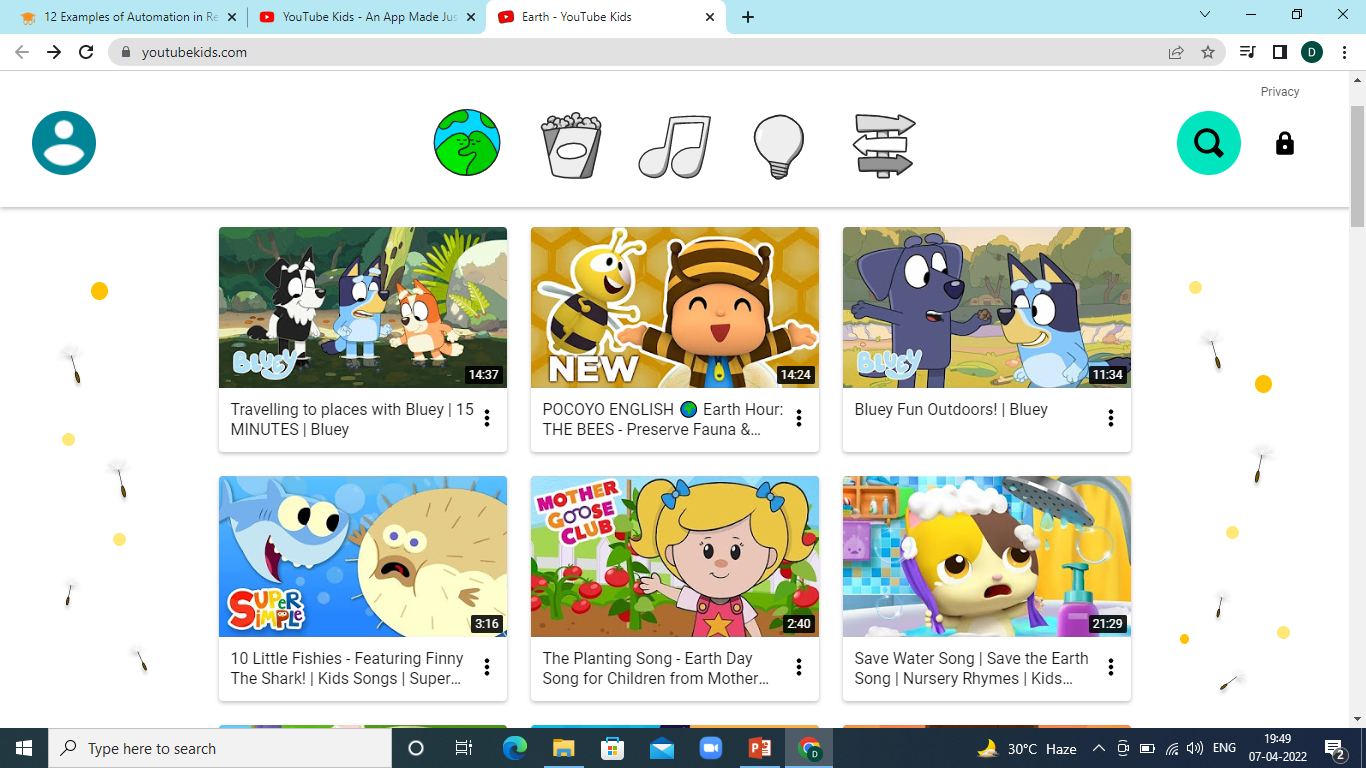 12 Examples of Automation in Re
YouTube Kids - An App Made Jus
Earth - YouTube Kids
youtubekids.com
D
Privacy
BLUEY
14:37
NEW
14:24
BLUEY
11:34
Travelling to places with Bluey | 15
MINUTES | Bluey
POCOYO ENGLISH 🌍 Earth Hour:
THE BEES - Preserve Fauna &...
Bluey Fun Outdoors! | Bluey
SUPER
SIMPLE
3:16
MOTHER
GOOSE
CLUB
2:40
21:29
10 Little Fishies - Featuring Finny
The Shark! | Kids Songs | Super...
The Planting Song - Earth Day
Song for Children from Mother...
Save Water Song | Save the Earth
Song | Nursery Rhymes | Kids...
Type here to search
D
30°C Haze
ENG
19:49
07-04-2022
2